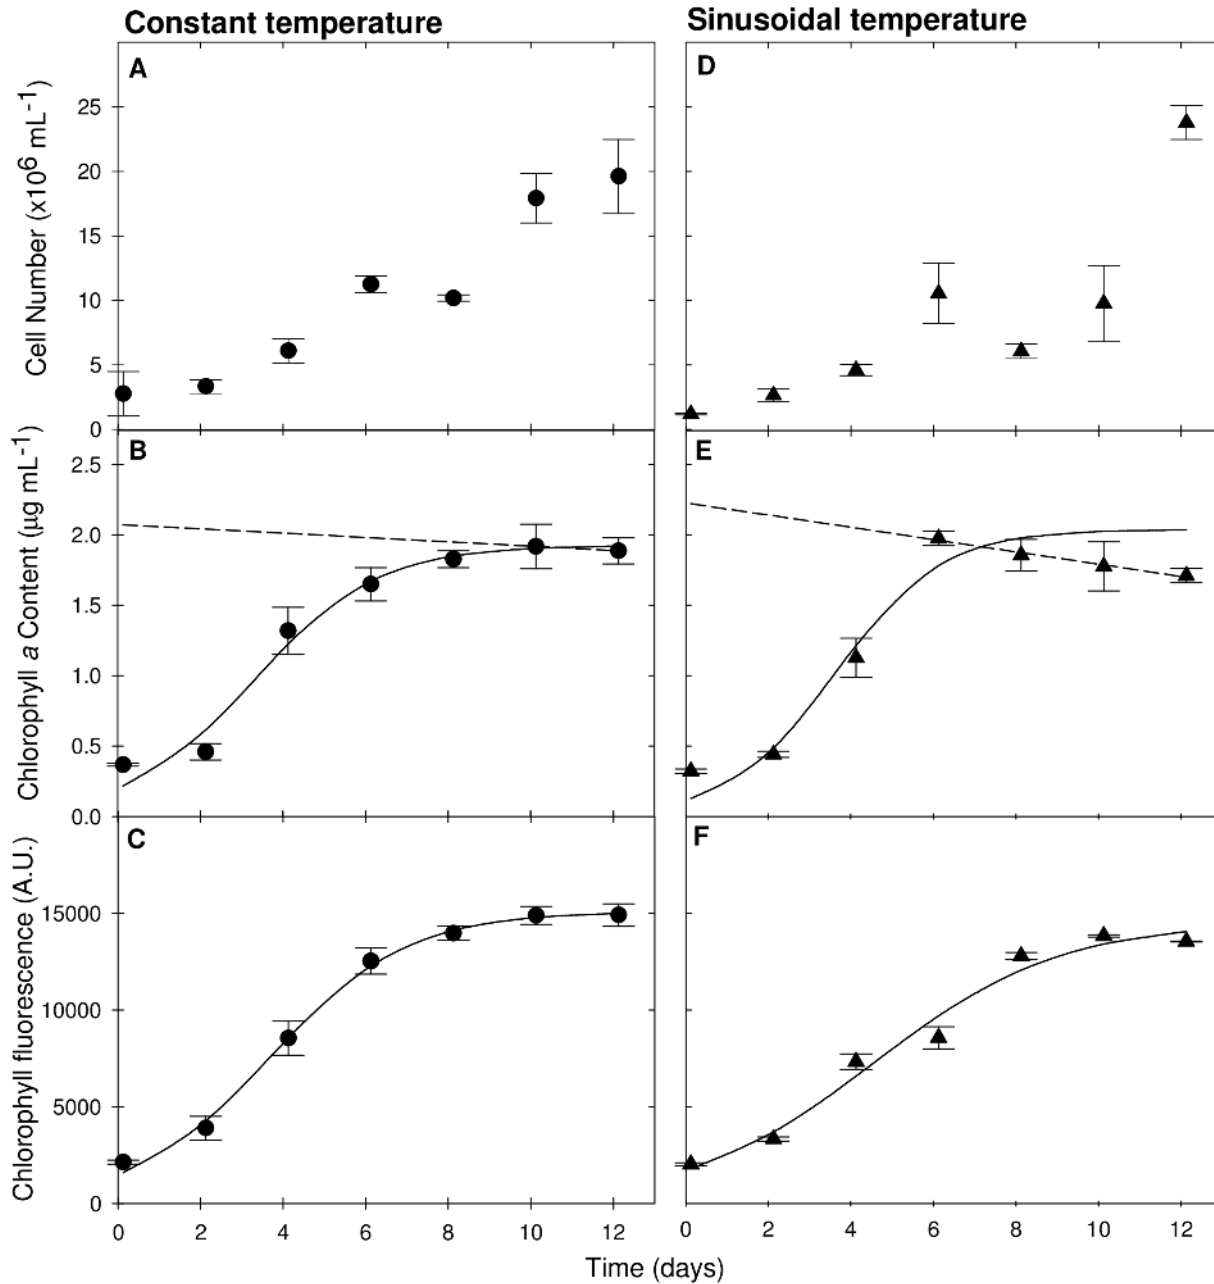 Constant temperature
Sinusoidal temperature
A
D
Cell Number (x10⁶ mL⁻¹)
25
20
15
10
5
0
B
E
Chlorophyll a Content (μg mL⁻¹)
2.5
2.0
1.5
1.0
0.5
0.0
C
F
Chlorophyll fluorescence (A.U.)
15000
10000
5000
0
0 2 4 6 8 10 12
0 2 4 6 8 10 12
Time (days)